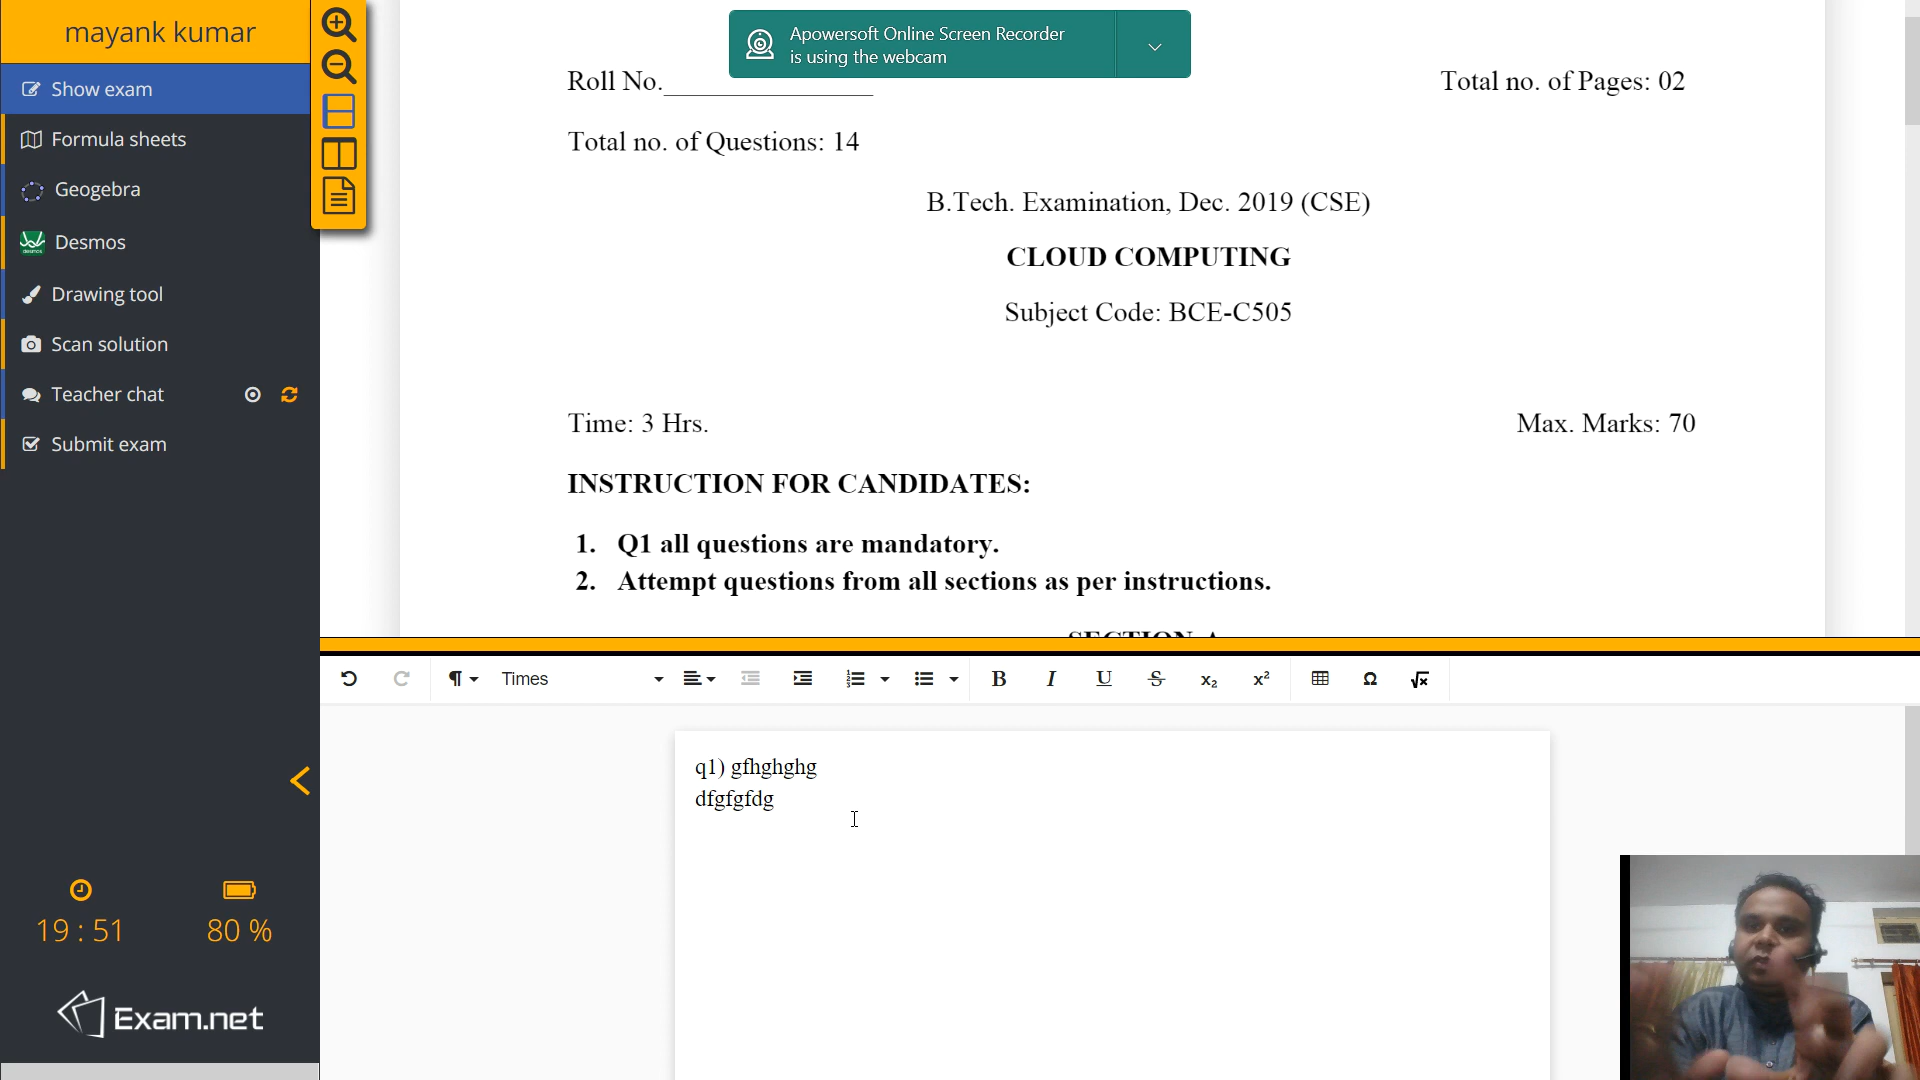 mayank kumar
Show exam
Formula sheets
Geogebra
Desmos
Drawing tool
Scan solution
Teacher chat
Submit exam
19 : 51
80 %
Exam.net
Apowersoft Online Screen Recorder
is using the webcam
Roll No.
Total no. of Pages: 02
Total no. of Questions: 14
B.Tech. Examination, Dec. 2019 (CSE)
CLOUD COMPUTING
Subject Code: BCE-C505
Time: 3 Hrs.
Max. Marks: 70
INSTRUCTION FOR CANDIDATES:
1. Q1 all questions are mandatory.
2. Attempt questions from all sections as per instructions.
SECTION A
Times
q1) gfhghghg
dfgfgfdg